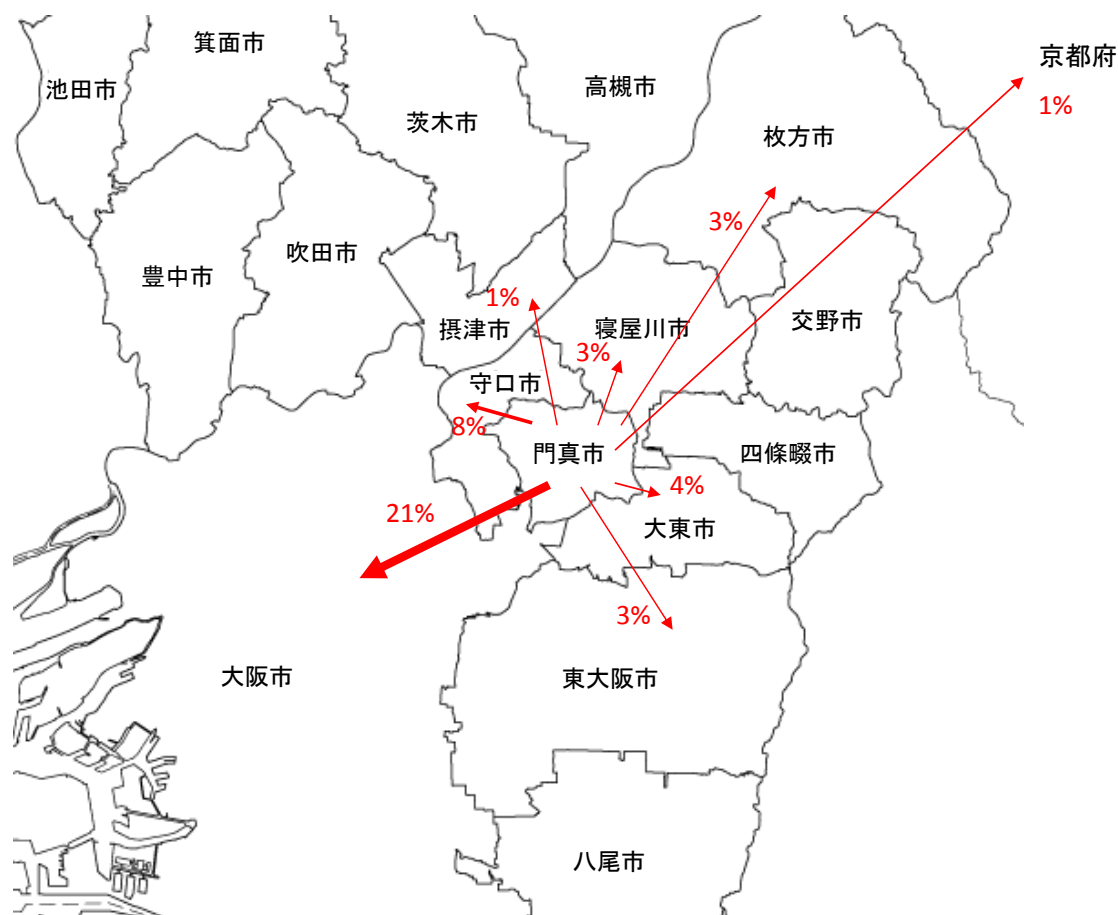 箕面市
京都府
池田市
高槻市
1%
茨木市
枚方市
3%
吹田市
豊中市
1%
摂津市
寝屋川市
交野市
3%
守口市
8%
門真市
四條畷市
4%
21%
大東市
3%
大阪市
東大阪市
八尾市